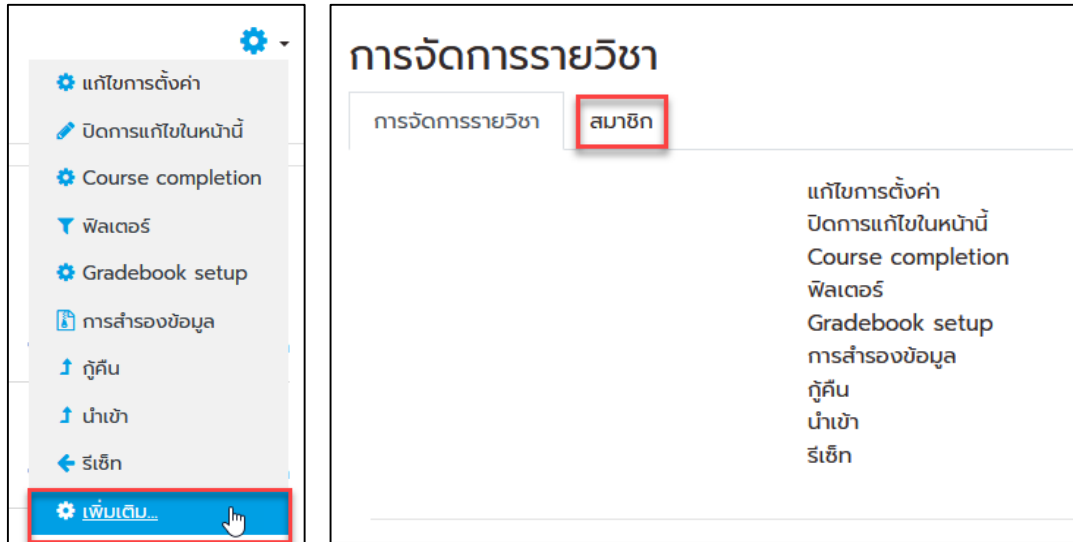 แก้ไขการตั้งค่า
ปิดการแก้ไขในหน้านี้
Course completion
ฟิลเตอร์
Gradebook setup
การสำรองข้อมูล
กู้คืน
นำเข้า
รีเซ็ท
เพิ่มเติม...
การจัดการรายวิชา
การจัดการรายวิชา สมาชิก
แก้ไขการตั้งค่า
ปิดการแก้ไขในหน้านี้
Course completion
ฟิลเตอร์
Gradebook setup
การสำรองข้อมูล
กู้คืน
นำเข้า
รีเซ็ท